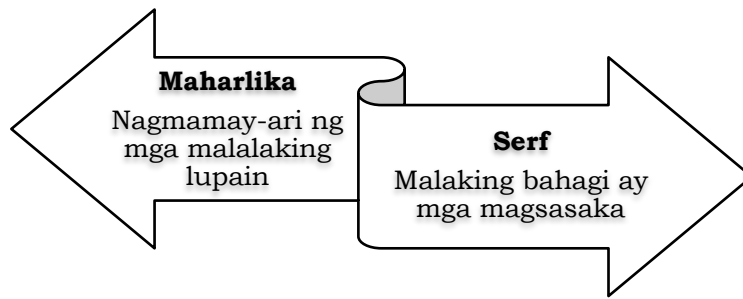 Maharlika
Nagmamay-ari ng
mga malalaking
lupain
Serf
Malaking bahagi ay
mga magsasaka